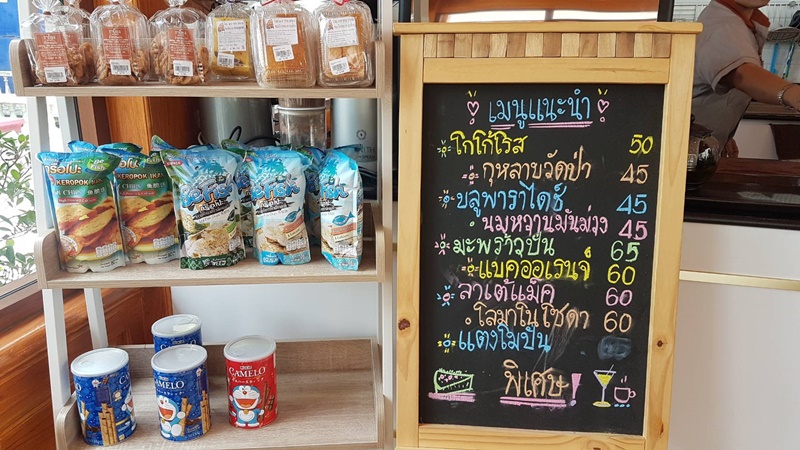 KEROPOK IKAN
CAMELO
CAMELO
CAMELO
เมนูแนะนำ
โกโก้โรส 50
กุหลาบวัดป่า 45
บลูพาราไดซ์ 45
นมหวานมันม่วง 45
มะพร้าวปั่น 65
แบคออเรนจ์ 60
ลาเต้แม็ค 60
โลมาโนโซดา 60
แตงโมปั่น
พิเศษ!